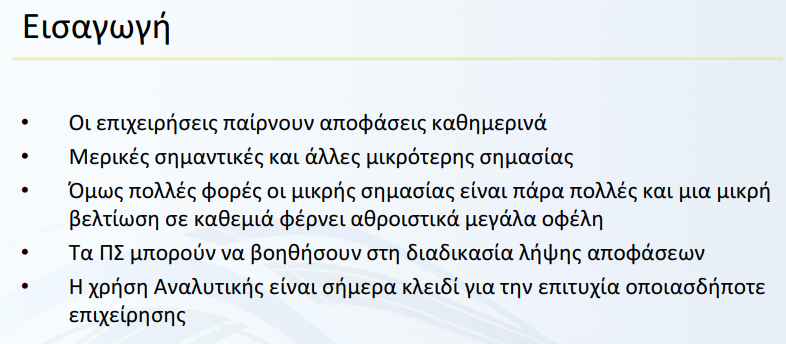 Εισαγωγή
• Οι επιχειρήσεις παίρνουν αποφάσεις καθημερινά
• Μερικές σημαντικές και άλλες μικρότερης σημασίας
• Όμως πολλές φορές οι μικρής σημασίας είναι πάρα πολλές και μια μικρή
βελτίωση σε καθεμιά φέρνει αθροιστικά μεγάλα οφέλη
• Τα ΠΣ μπορούν να βοηθήσουν στη διαδικασία λήψης αποφάσεων
• Η χρήση Αναλυτικής είναι σήμερα κλειδί για την επιτυχία οποιασδήποτε
επιχείρησης